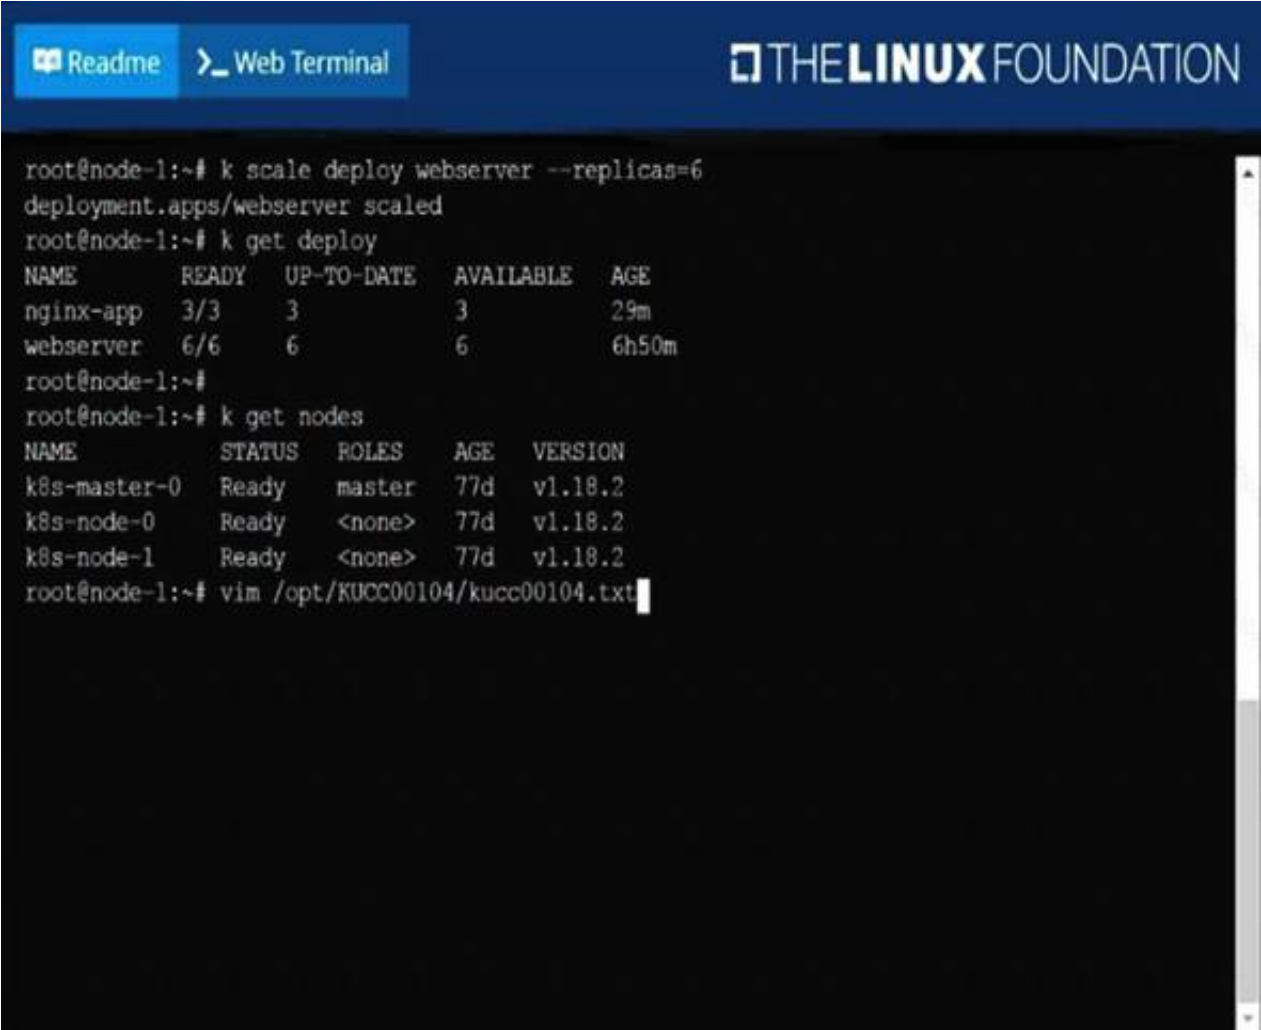 Readme
Web Terminal
THE LINUX FOUNDATION
root@node-1:~# k scale deploy webserver --replicas=6
deployment.apps/webserver scaled
root@node-1:~# k get deploy
NAME READY UP-TO-DATE AVAILABLE AGE
nginx-app 3/3 3 3 29m
webserver 6/6 6 6 6h50m
root@node-1:~#
root@node-1:~# k get nodes
NAME STATUS ROLES AGE VERSION
k8s-master-0 Ready master 77d v1.18.2
k8s-node-0 Ready <none> 77d v1.18.2
k8s-node-1 Ready <none> 77d v1.18.2
root@node-1:~# vim /opt/KUCC00104/kucc00104.txt